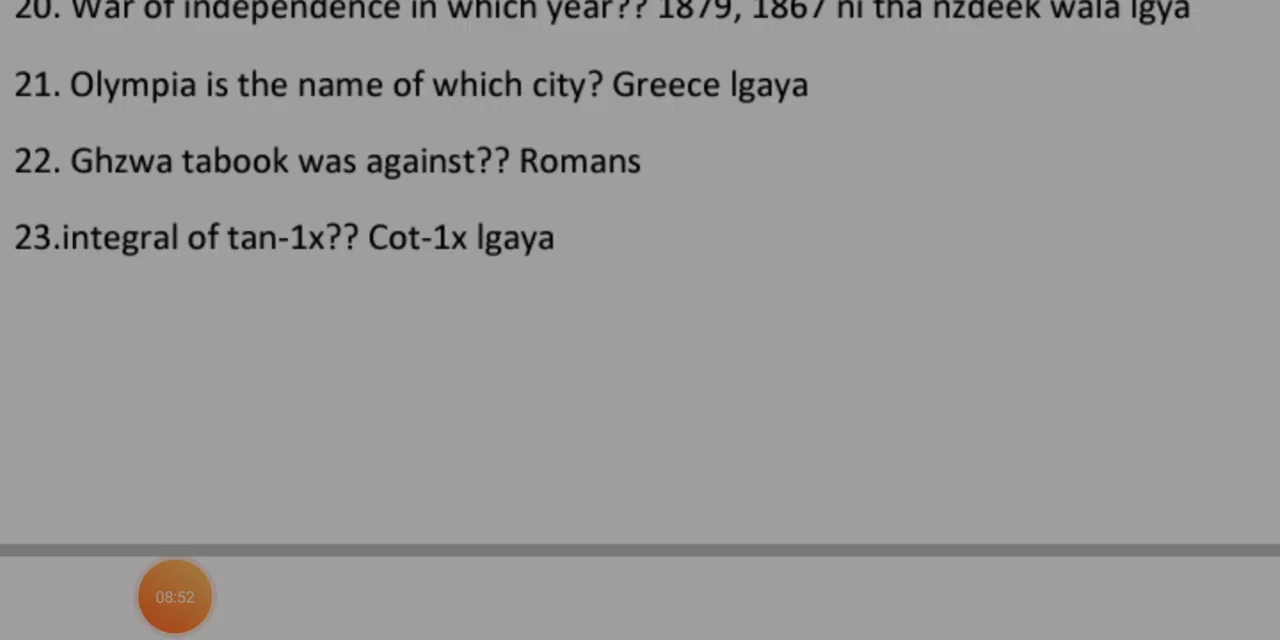 20. War of independence in which year?? 1879, 1867 ni tha nzdeek wala lgya
21. Olympia is the name of which city? Greece lgaya
22. Ghzwa tabook was against?? Romans
23.integral of tan-1x?? Cot-1x lgaya
08:52